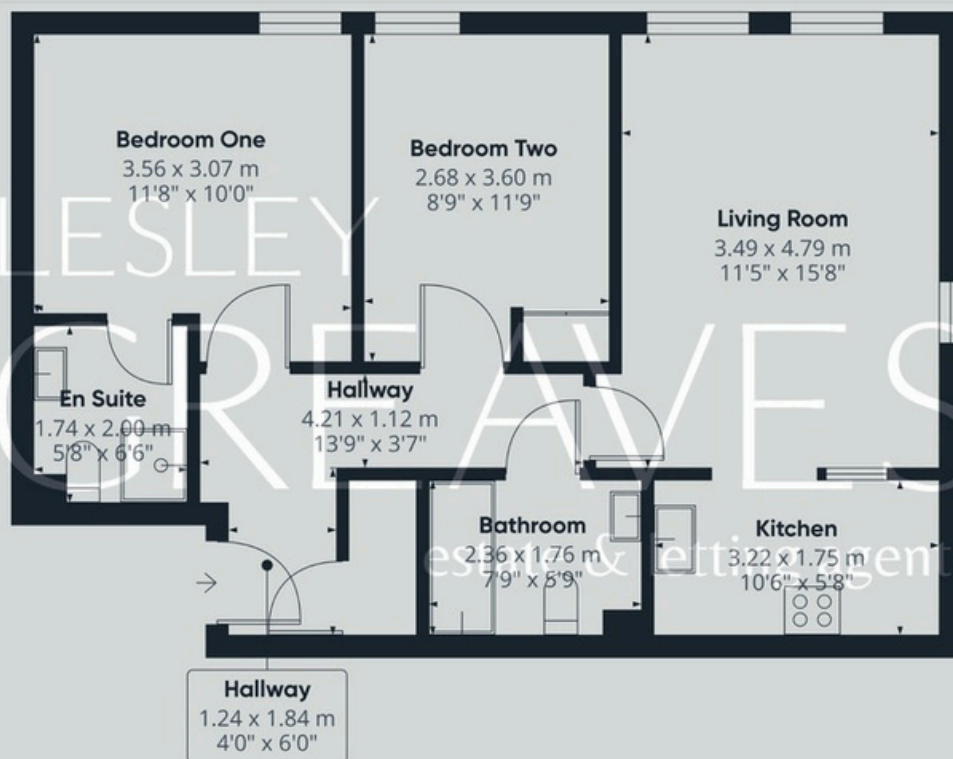 Bedroom One
3.56 x 3.07 m
11'8" x 10'0"
Bedroom Two
2.68 x 3.60 m
8'9" x 11'9"
Living Room
3.49 x 4.79 m
11'5" x 15'8"
LESLEY
GREAVES
estate & letting agent
En Suite
1.74 x 2.00 m
5'8" x 6'6"
Hallway
4.21 x 1.12 m
13'9" x 3'7"
Bathroom
2.36 x 1.76 m
7'9" x 5'9"
Kitchen
3.22 x 1.75 m
10'6" x 5'8"
Hallway
1.24 x 1.84 m
4'0" x 6'0"